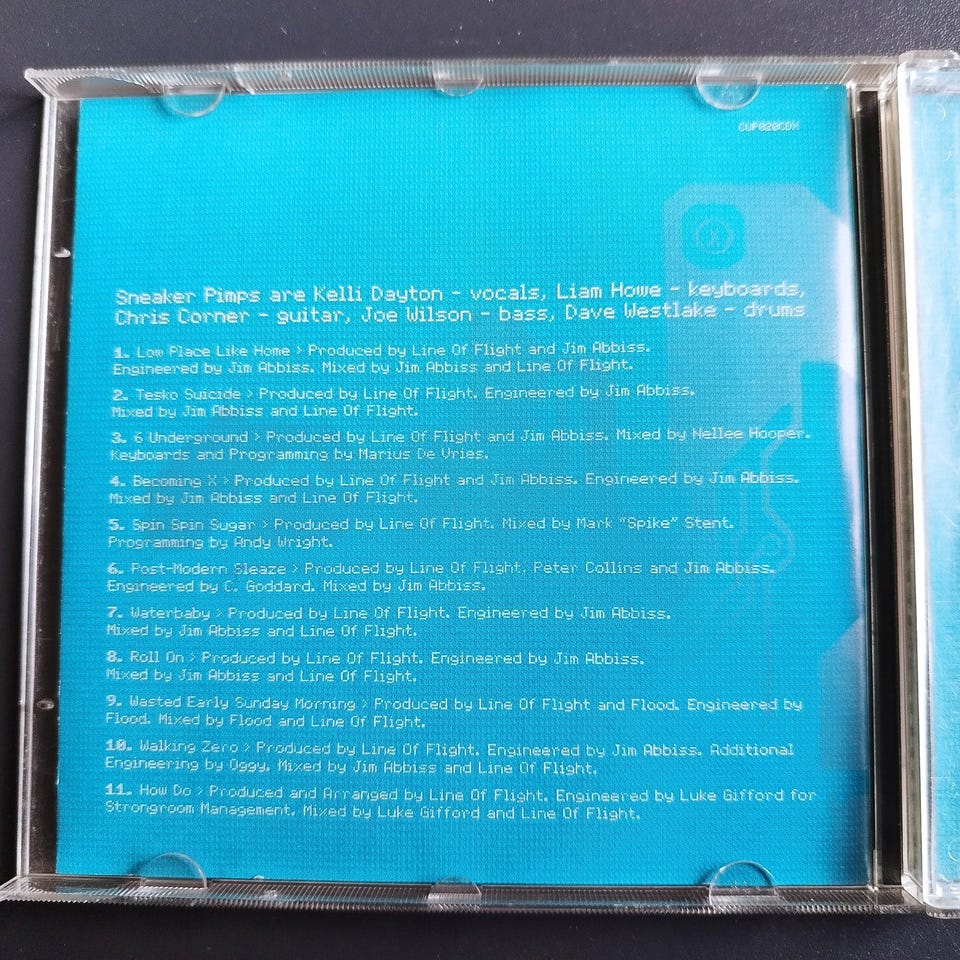 CUP020CDX
Sneaker Pimps are Kelli Dayton - vocals, Liam Howe - keyboards,
Chris Corner - guitar, Joe Wilson - bass, Dave Westlake - drums
1. Low Place Like Home > Produced by Line Of Flight and Jim Abbiss.
Engineered by Jim Abbiss. Mixed by Jim Abbiss and Line Of Flight.
2. Tesko Suicide > Produced by Line Of Flight. Engineered by Jim Abbiss.
Mixed by Jim Abbiss and Line Of Flight.
3. 6 Underground > Produced by Line Of Flight and Jim Abbiss. Mixed by Nellee Hooper.
Keyboards and Programming by Marius De Vries.
4. Becoming X > Produced by Line Of Flight and Jim Abbiss. Engineered by Jim Abbiss.
Mixed by Jim Abbiss and Line Of Flight.
5. Spin Spin Sugar > Produced by Line Of Flight. Mixed by Mark "Spike" Stent.
Programming by Andy Wright.
6. Post-Modern Sleaze > Produced by Line Of Flight, Peter Collins and Jim Abbiss.
Engineered by C. Goddard. Mixed by Jim Abbiss.
7. Waterbaby > Produced by Line Of Flight. Engineered by Jim Abbiss.
Mixed by Jim Abbiss and Line Of Flight.
8. Roll On > Produced by Line Of Flight. Engineered by Jim Abbiss.
Mixed by Jim Abbiss and Line Of Flight.
9. Wasted Early Sunday Morning > Produced by Line Of Flight and Flood. Engineered by
Flood. Mixed by Flood and Line Of Flight.
10. Walking Zero > Produced by Line Of Flight. Engineered by Jim Abbiss. Additional
Engineering by Oggy. Mixed by Jim Abbiss and Line Of Flight.
11. How Do > Produced and Arranged by Line Of Flight. Engineered by Luke Gifford for
Strongroom Management. Mixed by Luke Gifford and Line Of Flight.